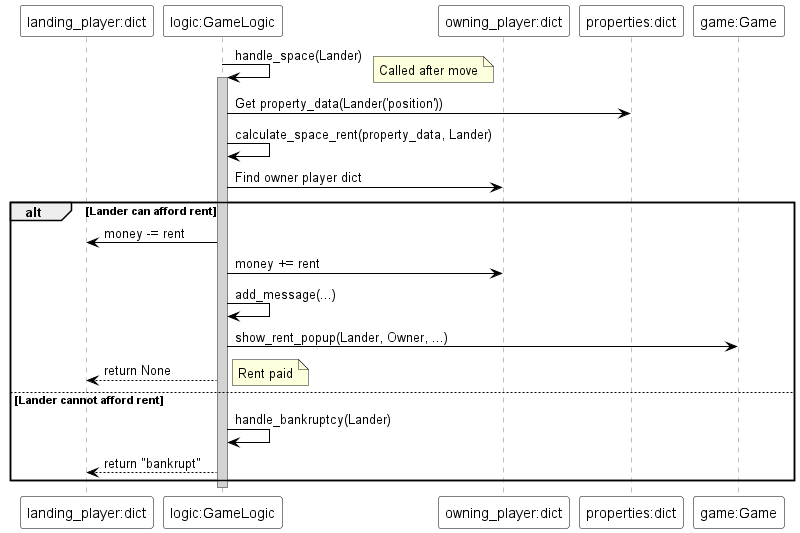 landing_player:dict
logic:GameLogic
owning_player:dict
properties:dict
game:Game
handle_space(Lander)
Called after move
Get property_data(Lander('position'))
calculate_space_rent(property_data, Lander)
Find owner player dict
alt
[Lander can afford rent]
money -= rent
money += rent
add_message(...)
show_rent_popup(Lander, Owner, ...)
return None
Rent paid
[Lander cannot afford rent]
handle_bankruptcy(Lander)
return "bankrupt"
landing_player:dict
logic:GameLogic
owning_player:dict
properties:dict
game:Game